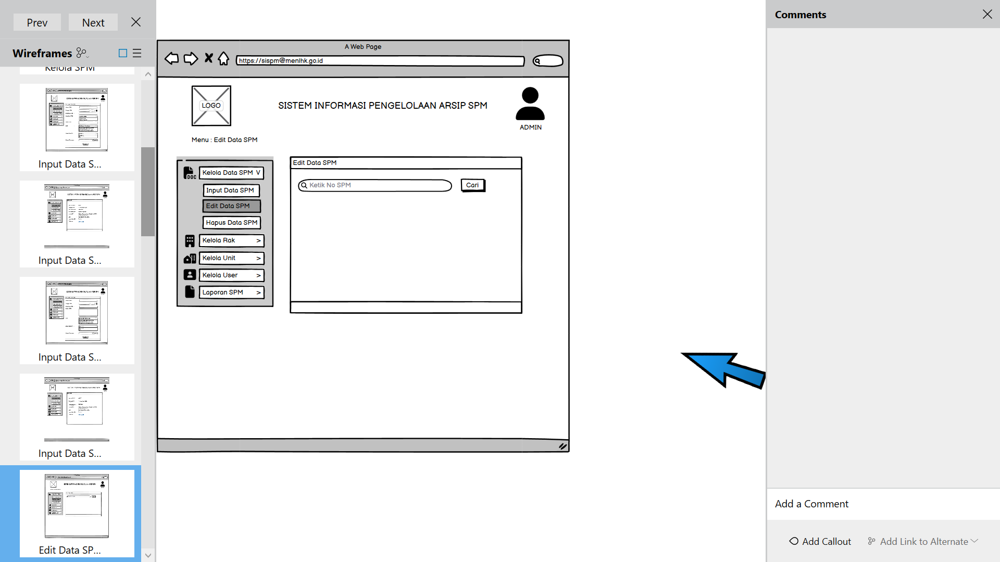 Prev
Next
Wireframes
Kelola SPM
Input Data S...
Input Data S...
Input Data S...
Input Data S...
Edit Data SP...
A Web Page
https://sispm@menlhk.go.id
LOGO
SISTEM INFORMASI PENGELOLAAN ARSIP SPM
ADMIN
Menu : Edit Data SPM
DOC
Kelola Data SPM V
Input Data SPM
Edit Data SPM
Hapus Data SPM
Kelola Rak >
Kelola Unit >
Kelola User >
Laporan SPM >
Edit Data SPM
Ketik No SPM
Cari
Comments
Add a Comment
Add Callout
Add Link to Alternate